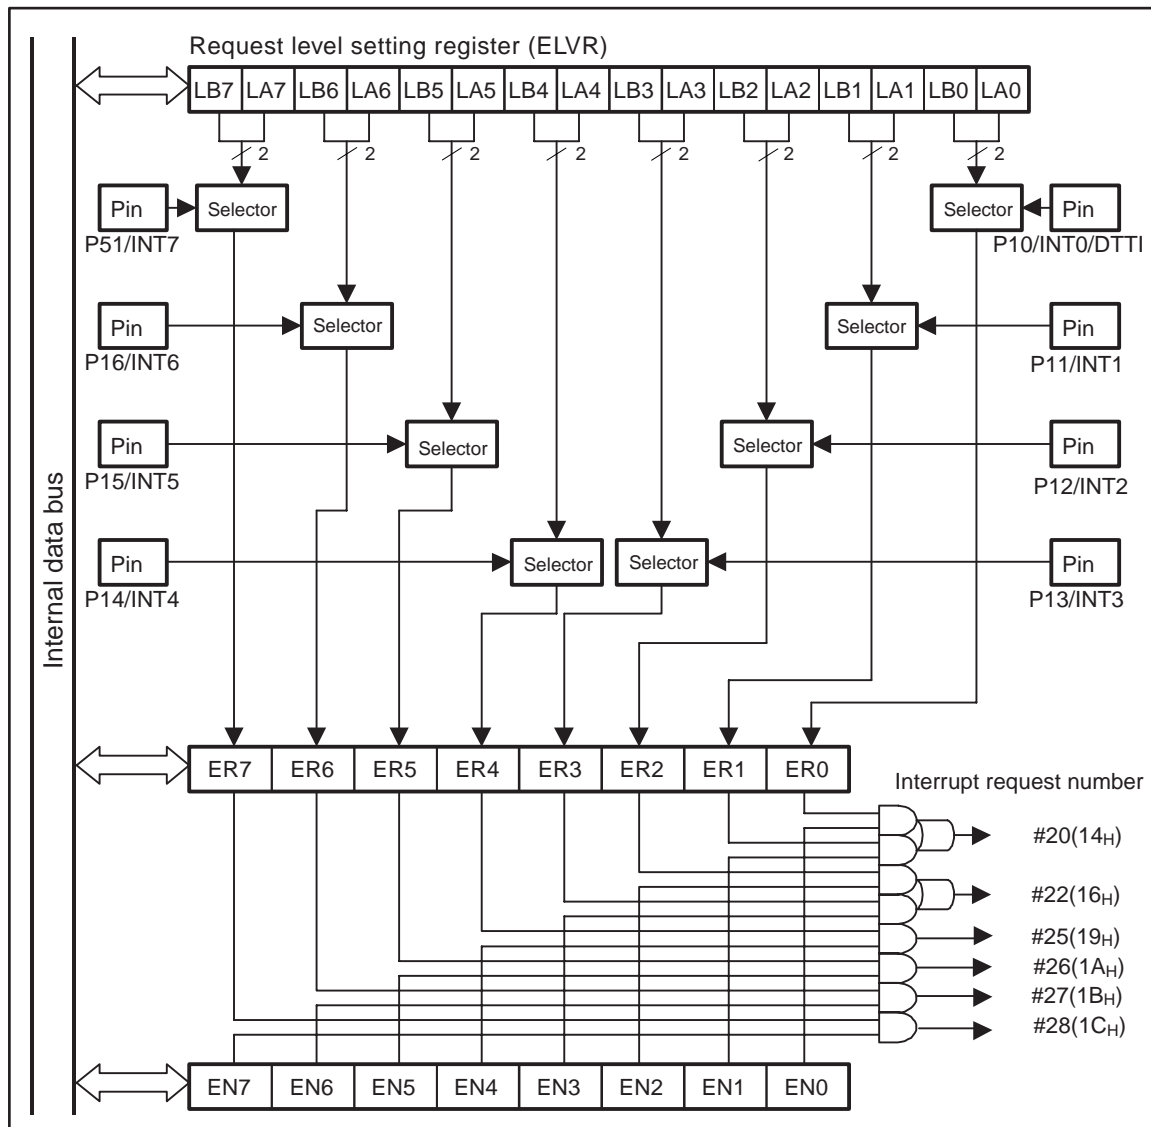 Request level setting register (ELVR)
LB7 LA7 LB6 LA6 LB5 LA5 LB4 LA4 LB3 LA3 LB2 LA2 LB1 LA1 LB0 LA0
2 2 2 2 2 2 2 2
Pin Selector Selector Pin
P51/INT7 P10/INT0/DTTI
Pin Selector Selector Pin
P16/INT6 P11/INT1
Pin Selector Selector Pin
P15/INT5 P12/INT2
Pin Selector Selector Pin
P14/INT4 P13/INT3
Internal data bus
ER7 ER6 ER5 ER4 ER3 ER2 ER1 ER0
Interrupt request number
#20(14H)
#22(16H)
#25(19H)
#26(1AH)
#27(1BH)
#28(1CH)
EN7 EN6 EN5 EN4 EN3 EN2 EN1 EN0